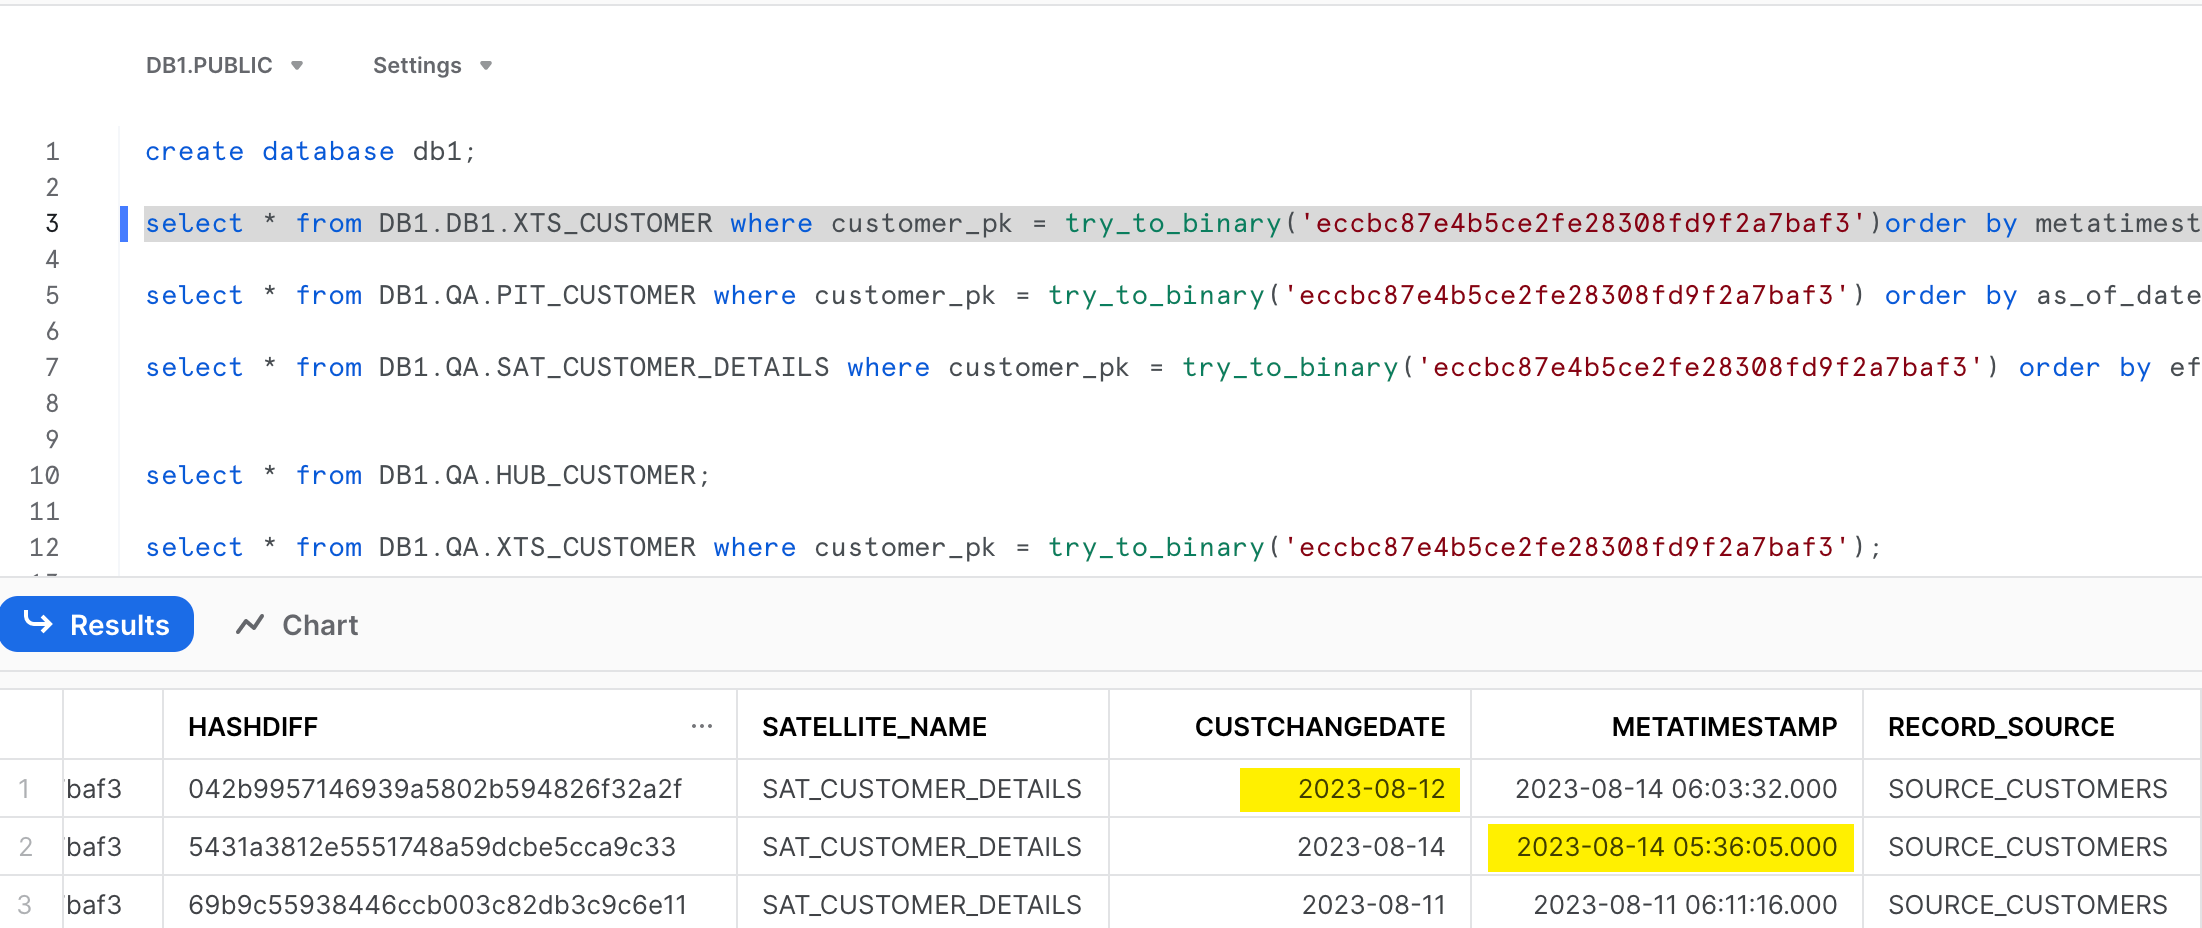 DB1.PUBLIC Settings
1 create database db1;
2
3 select * from DB1.DB1.XTS_CUSTOMER where customer_pk = try_to_binary('eccbc87e4b5ce2fe28308fd9f2a7baf3')order by metatimest
4
5 select * from DB1.QA.PIT_CUSTOMER where customer_pk = try_to_binary('eccbc87e4b5ce2fe28308fd9f2a7baf3') order by as_of_date
6
7 select * from DB1.QA.SAT_CUSTOMER_DETAILS where customer_pk = try_to_binary('eccbc87e4b5ce2fe28308fd9f2a7baf3') order by ef
8
9
10 select * from DB1.QA.HUB_CUSTOMER;
11
12 select * from DB1.QA.XTS_CUSTOMER where customer_pk = try_to_binary('eccbc87e4b5ce2fe28308fd9f2a7baf3');
Results Chart
HASHDIFF ... SATELLITE_NAME CUSTCHANGEDATE METATIMESTAMP RECORD_SOURCE
1 baf3 042b9957146939a5802b594826f32a2f SAT_CUSTOMER_DETAILS 2023-08-12 2023-08-14 06:03:32.000 SOURCE_CUSTOMERS
2 baf3 5431a3812e5551748a59dcbe5cca9c33 SAT_CUSTOMER_DETAILS 2023-08-14 2023-08-14 05:36:05.000 SOURCE_CUSTOMERS
3 baf3 69b9c55938446ccb003c82db3c9c6e11 SAT_CUSTOMER_DETAILS 2023-08-11 2023-08-11 06:11:16.000 SOURCE_CUSTOMERS